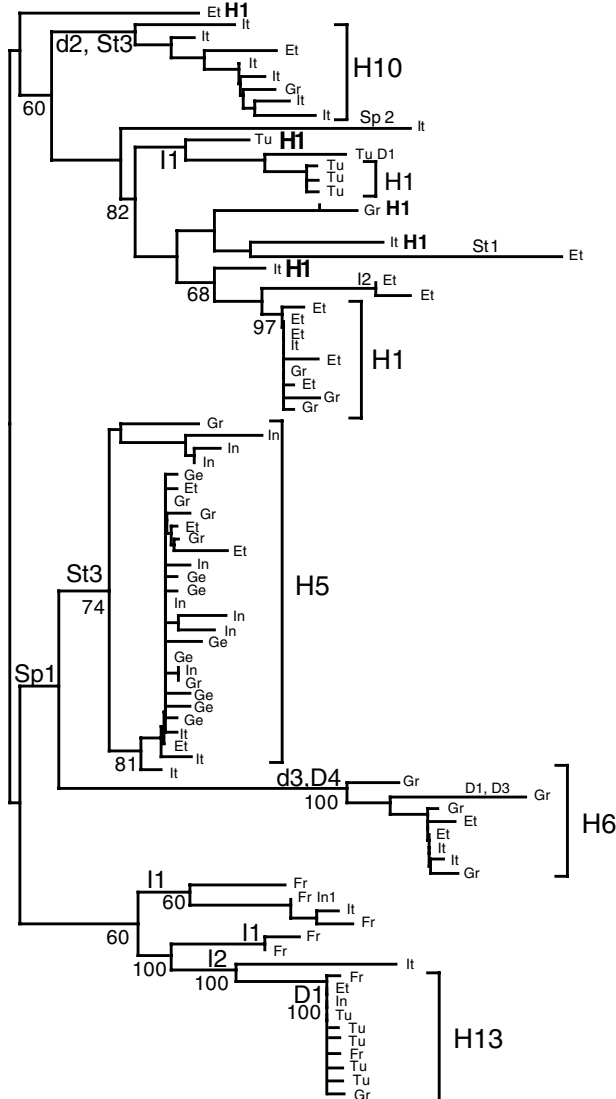 Et H1
It
d2, St3
It
Et
H10
It
It
Gr
It
It
60
Sp 2
It
Tu H1
I1
Tu D1
Tu
Tu
H1
Tu
82
Gr H1
It H1
St1
Et
It H1
68
I2
Et
Et
97
Et
Et
Et
It
Et
H1
Gr
Et
Gr
Gr
Gr
In
In
In
Ge
Et
Gr
Gr
Et
Gr
Et
St3
In
Ge
H5
74
Ge
In
In
In
Ge
Sp1
Ge
In
Gr
Ge
Ge
Ge
It
Et
It
81
It
d3,D4
Gr
100
D1, D3
Gr
Gr
H6
Et
Et
It
It
Gr
I1
Fr
60
Fr In1
It
Fr
60
I1
Fr
Fr
100
I2
It
100
D1
Fr
Et
In
100
Tu
Tu
Tu
H13
Fr
Tu
Tu
Gr